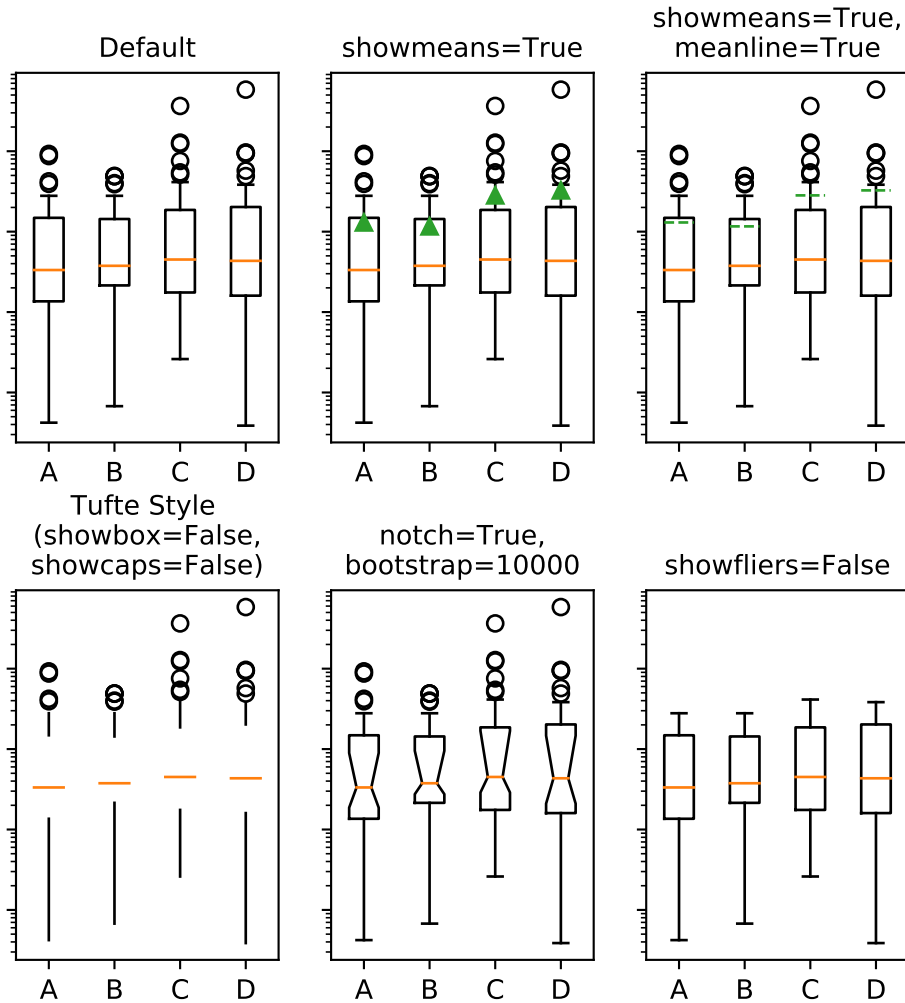 Default
showmeans=True
showmeans=True,
meanline=True
A B C D
A B C D
A B C D
Tufte Style
(showbox=False,
showcaps=False)
notch=True,
bootstrap=10000
showfliers=False
A B C D
A B C D
A B C D